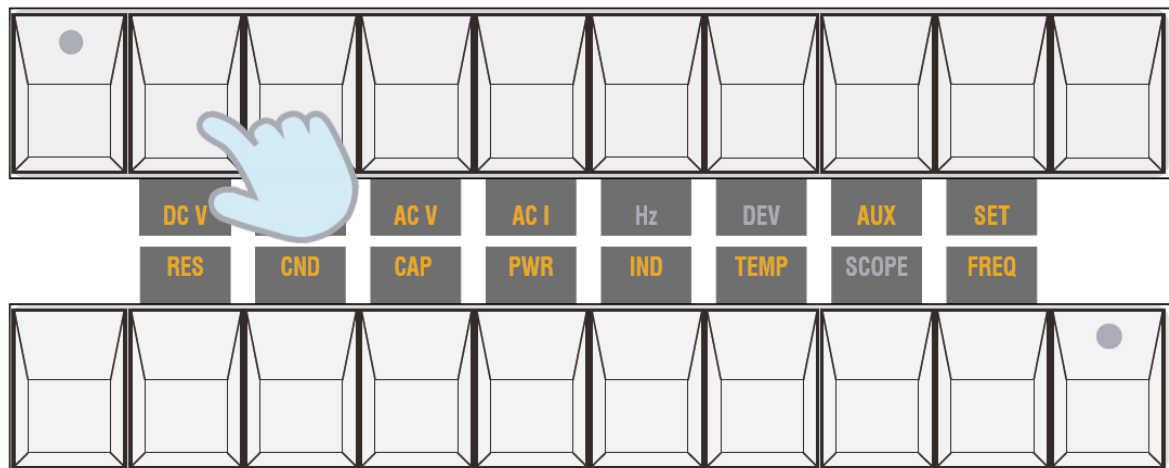 DC V AC V AC I Hz DEV AUX SET
RES CND CAP PWR IND TEMP SCOPE FREQ